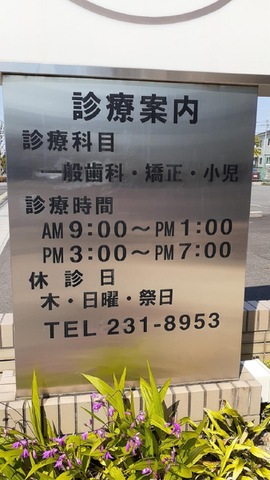 診療案内
診療科目
一般歯科・矯正・小児
診療時間
AM 9:00～PM 1:00
PM 3:00～PM 7:00
休診日
木・日曜・祭日
TEL 231-8953